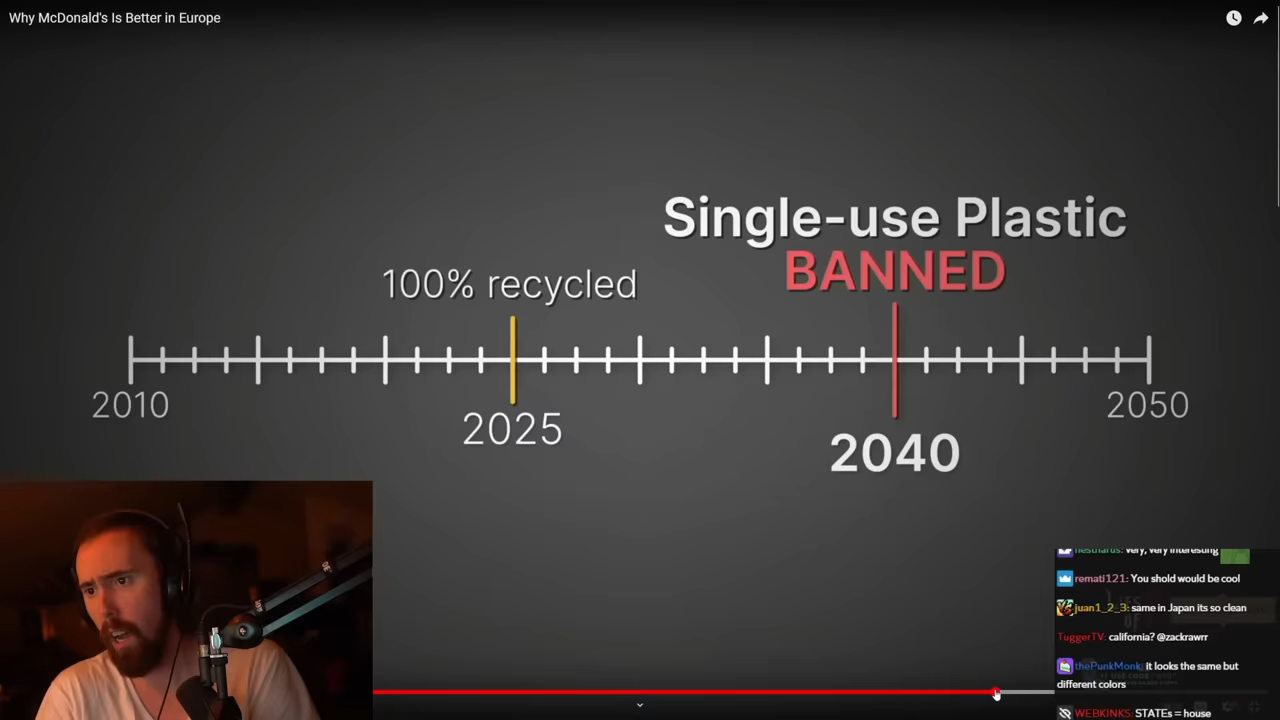 Why McDonald's Is Better in Europe
Single-use Plastic
BANNED
100% recycled
2010
2050
2025
2040
very, very interesting
remati121: You shold would be cool
juan1_2_3: same in Japan its so clean
TuggerTV: california? @zackrawrr
thePunkMonk: it looks the same but
different colors
WEBKINKS: STATEs = house